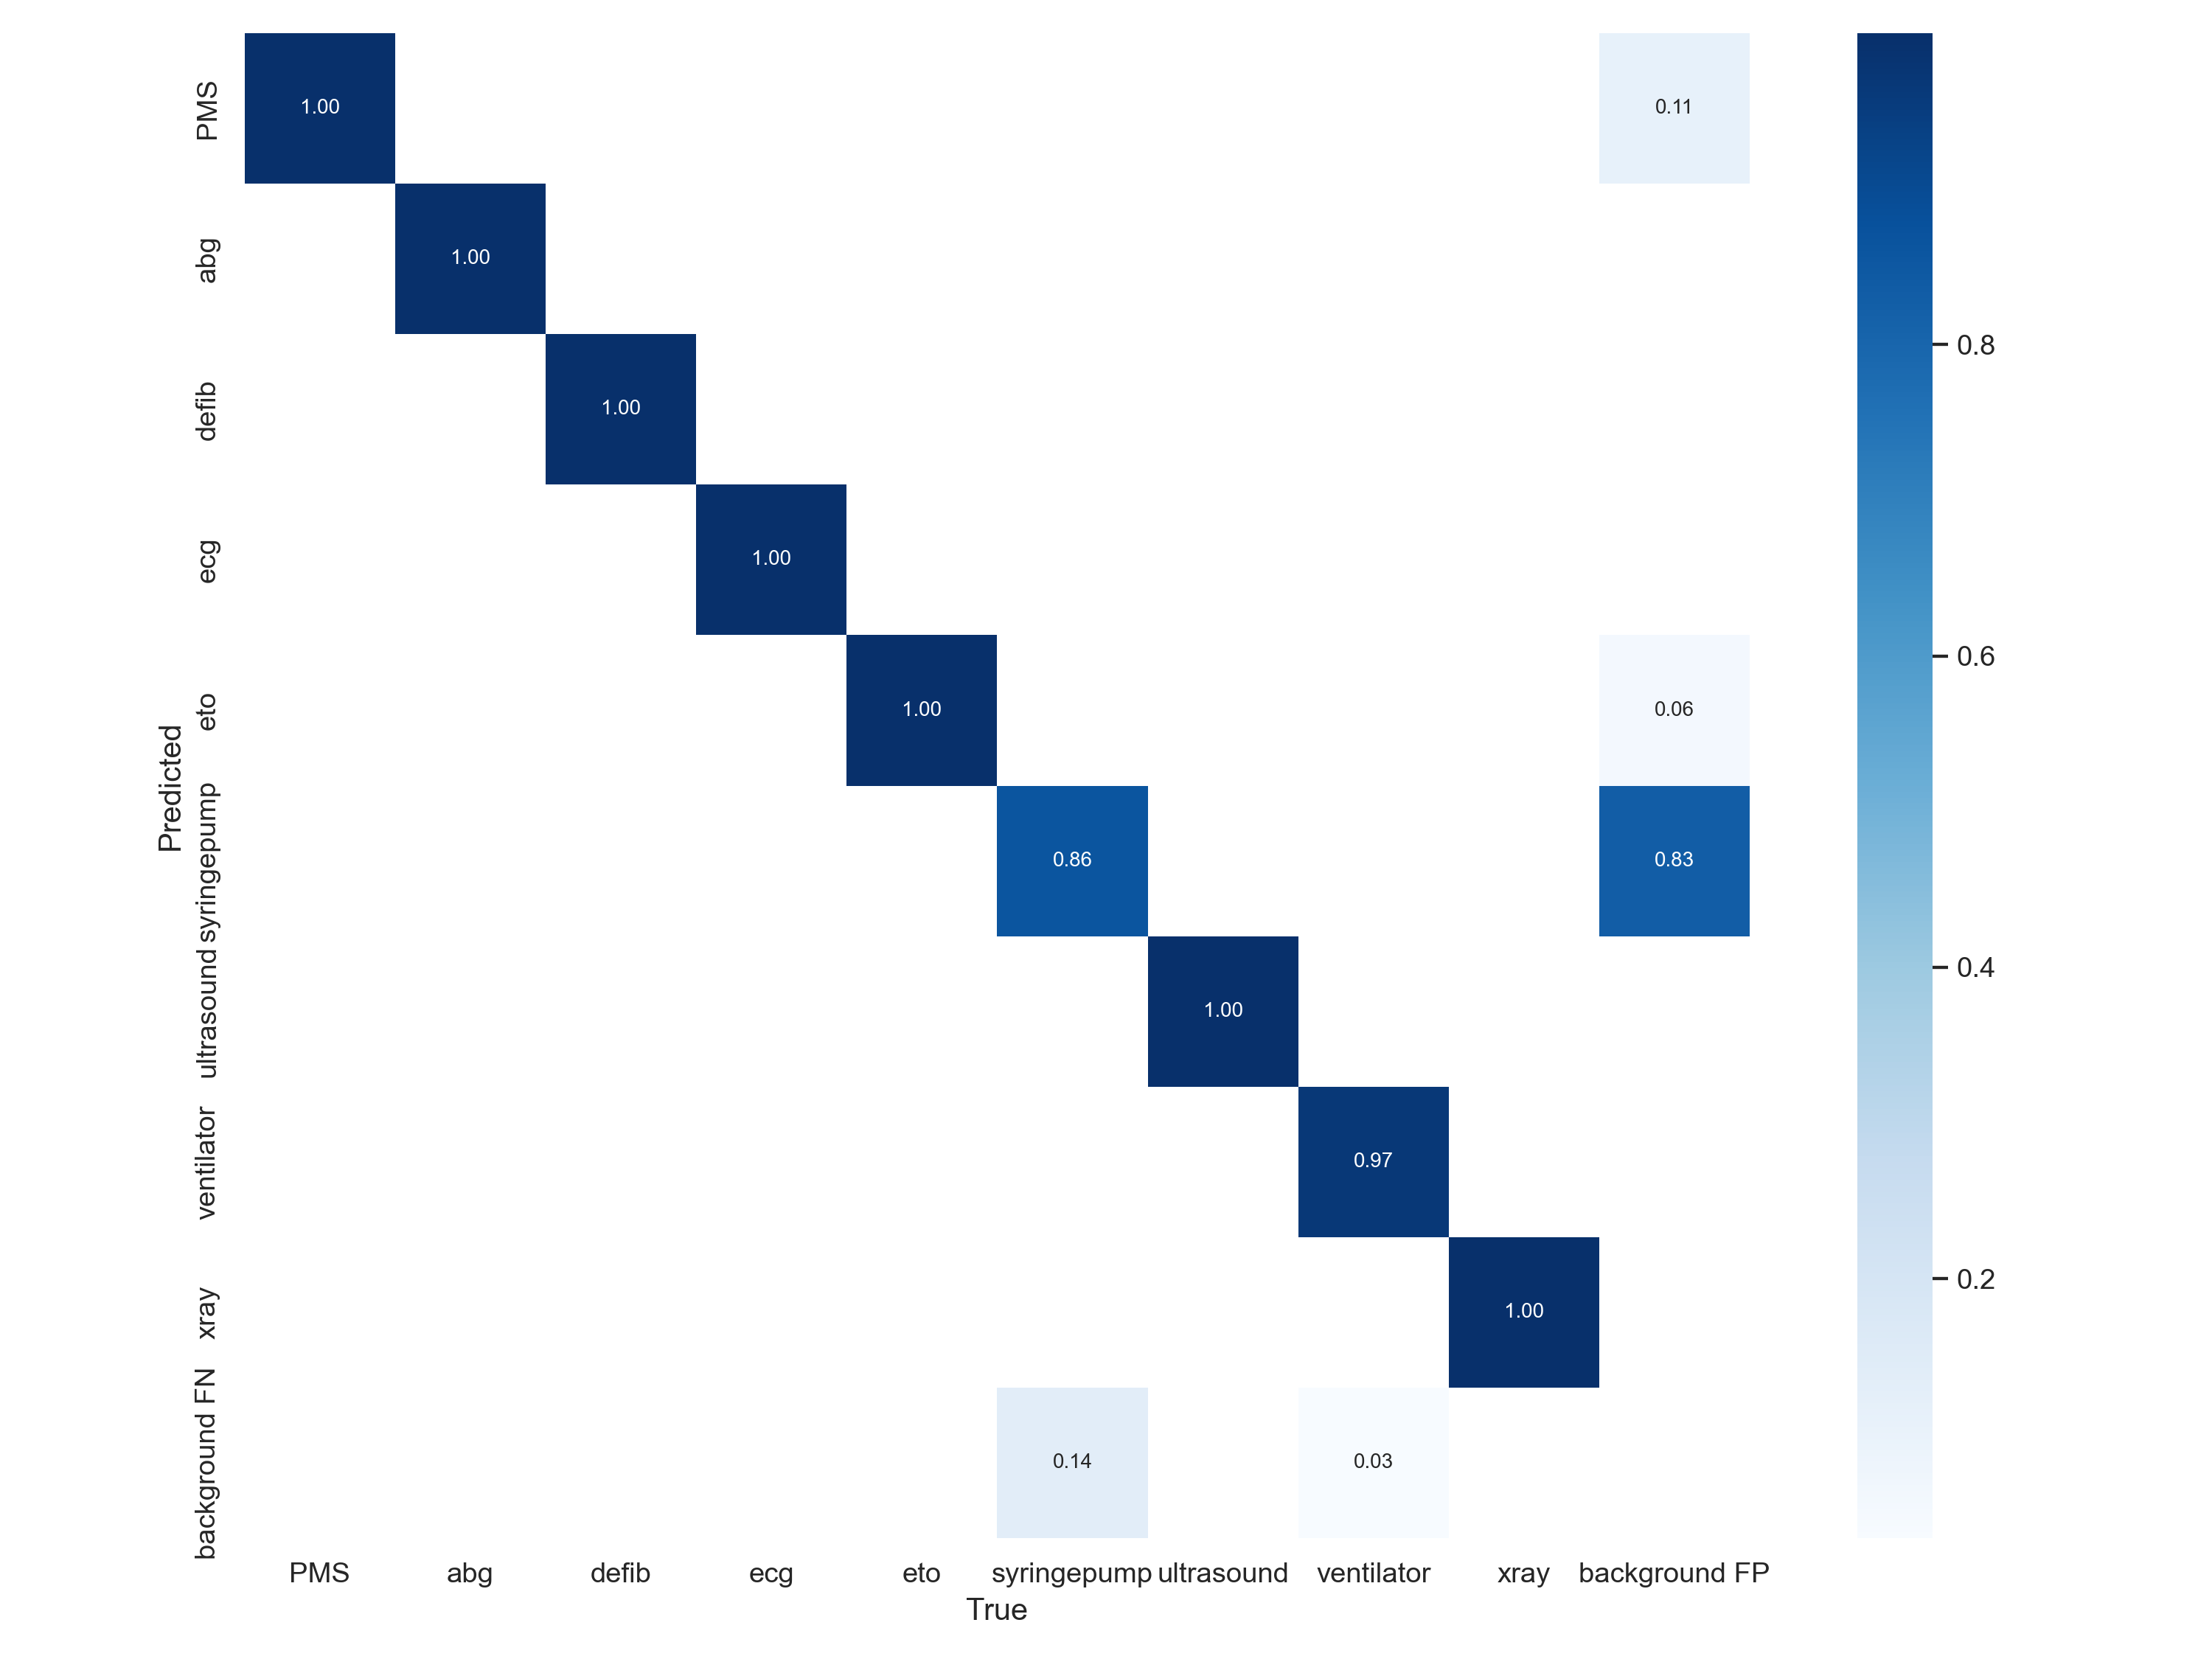 PMS
1.00
0.11
abg
1.00
defib
1.00
0.8
ecg
1.00
0.6
eto
1.00
0.06
Predicted
syringepump
0.86
0.83
0.4
ultrasound
1.00
ventilator
0.97
0.2
xray
1.00
background FN
0.14
0.03
PMS abg defib ecg eto syringepump ultrasound ventilator xray background FP
True